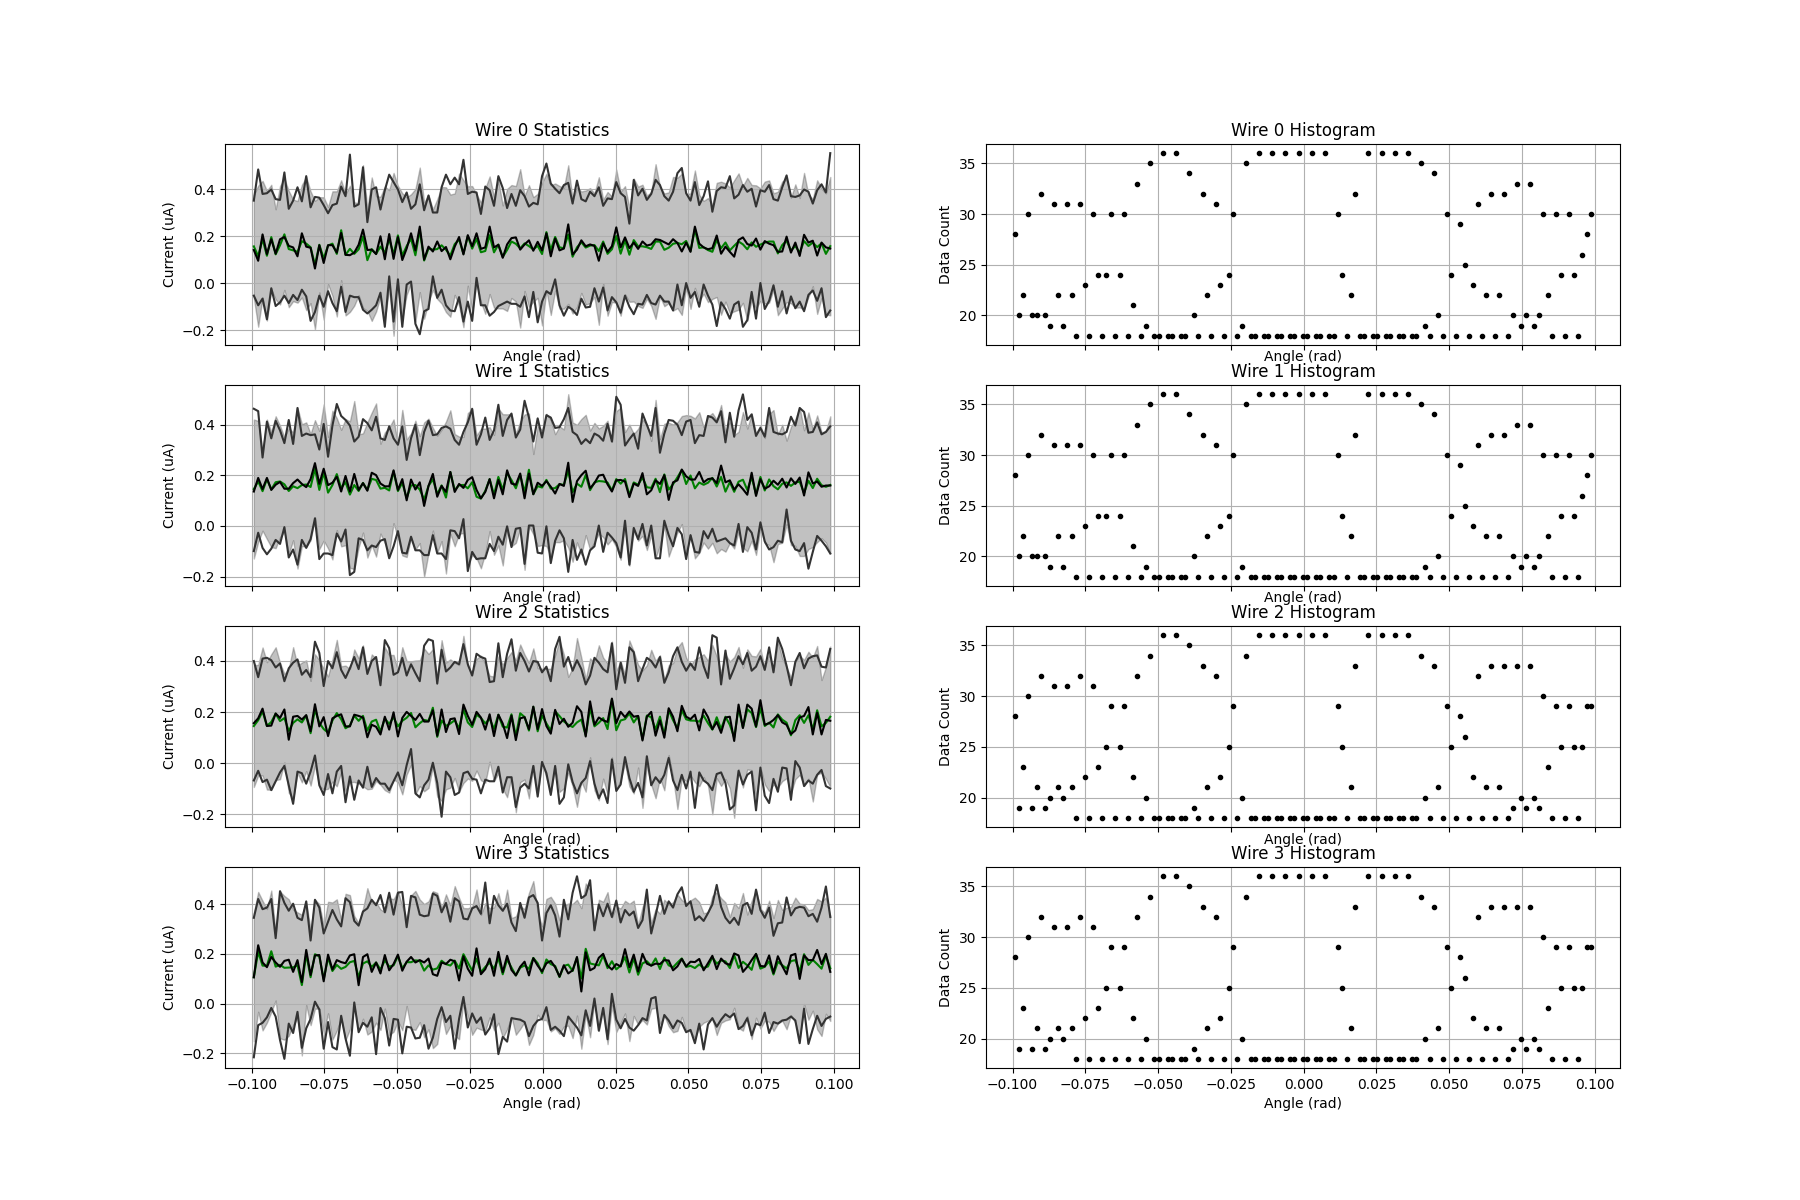 Wire 0 Statistics
Current (uA)
0.4
0.2
0.0
−0.2
Angle (rad)
Wire 0 Histogram
Data Count
35
30
25
20
Angle (rad)
Wire 1 Statistics
Current (uA)
0.4
0.2
0.0
−0.2
Angle (rad)
Wire 1 Histogram
Data Count
35
30
25
20
Angle (rad)
Wire 2 Statistics
Current (uA)
0.4
0.2
0.0
−0.2
Angle (rad)
Wire 2 Histogram
Data Count
35
30
25
20
Angle (rad)
Wire 3 Statistics
Current (uA)
0.4
0.2
0.0
−0.2
−0.100 −0.075 −0.050 −0.025 0.000 0.025 0.050 0.075 0.100
Angle (rad)
Wire 3 Histogram
Data Count
35
30
25
20
−0.100 −0.075 −0.050 −0.025 0.000 0.025 0.050 0.075 0.100
Angle (rad)